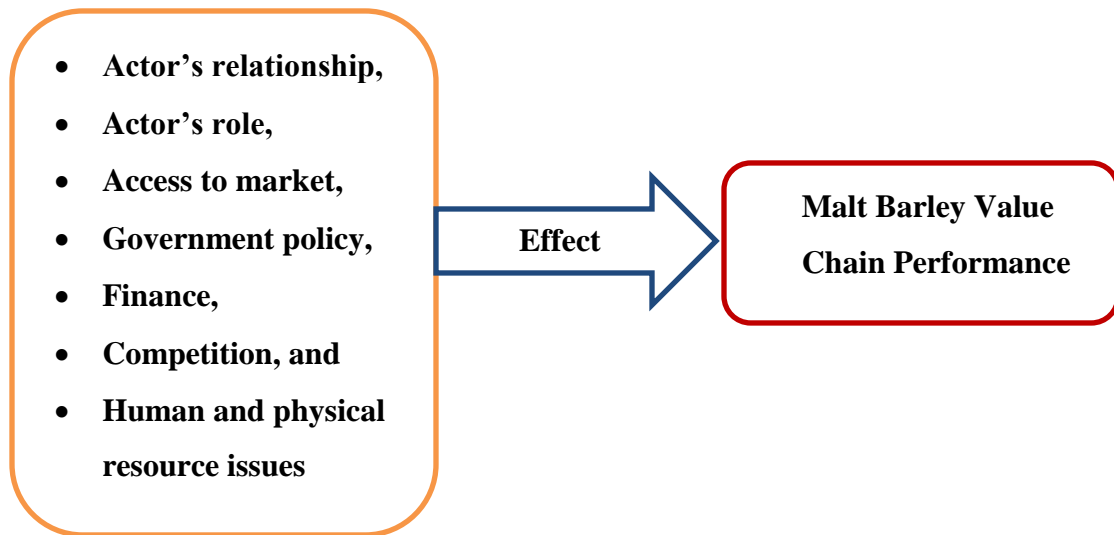 • Actor’s relationship,
• Actor’s role,
• Access to market,
• Government policy,
• Finance,
• Competition, and
• Human and physical
resource issues
Effect
Malt Barley Value
Chain Performance